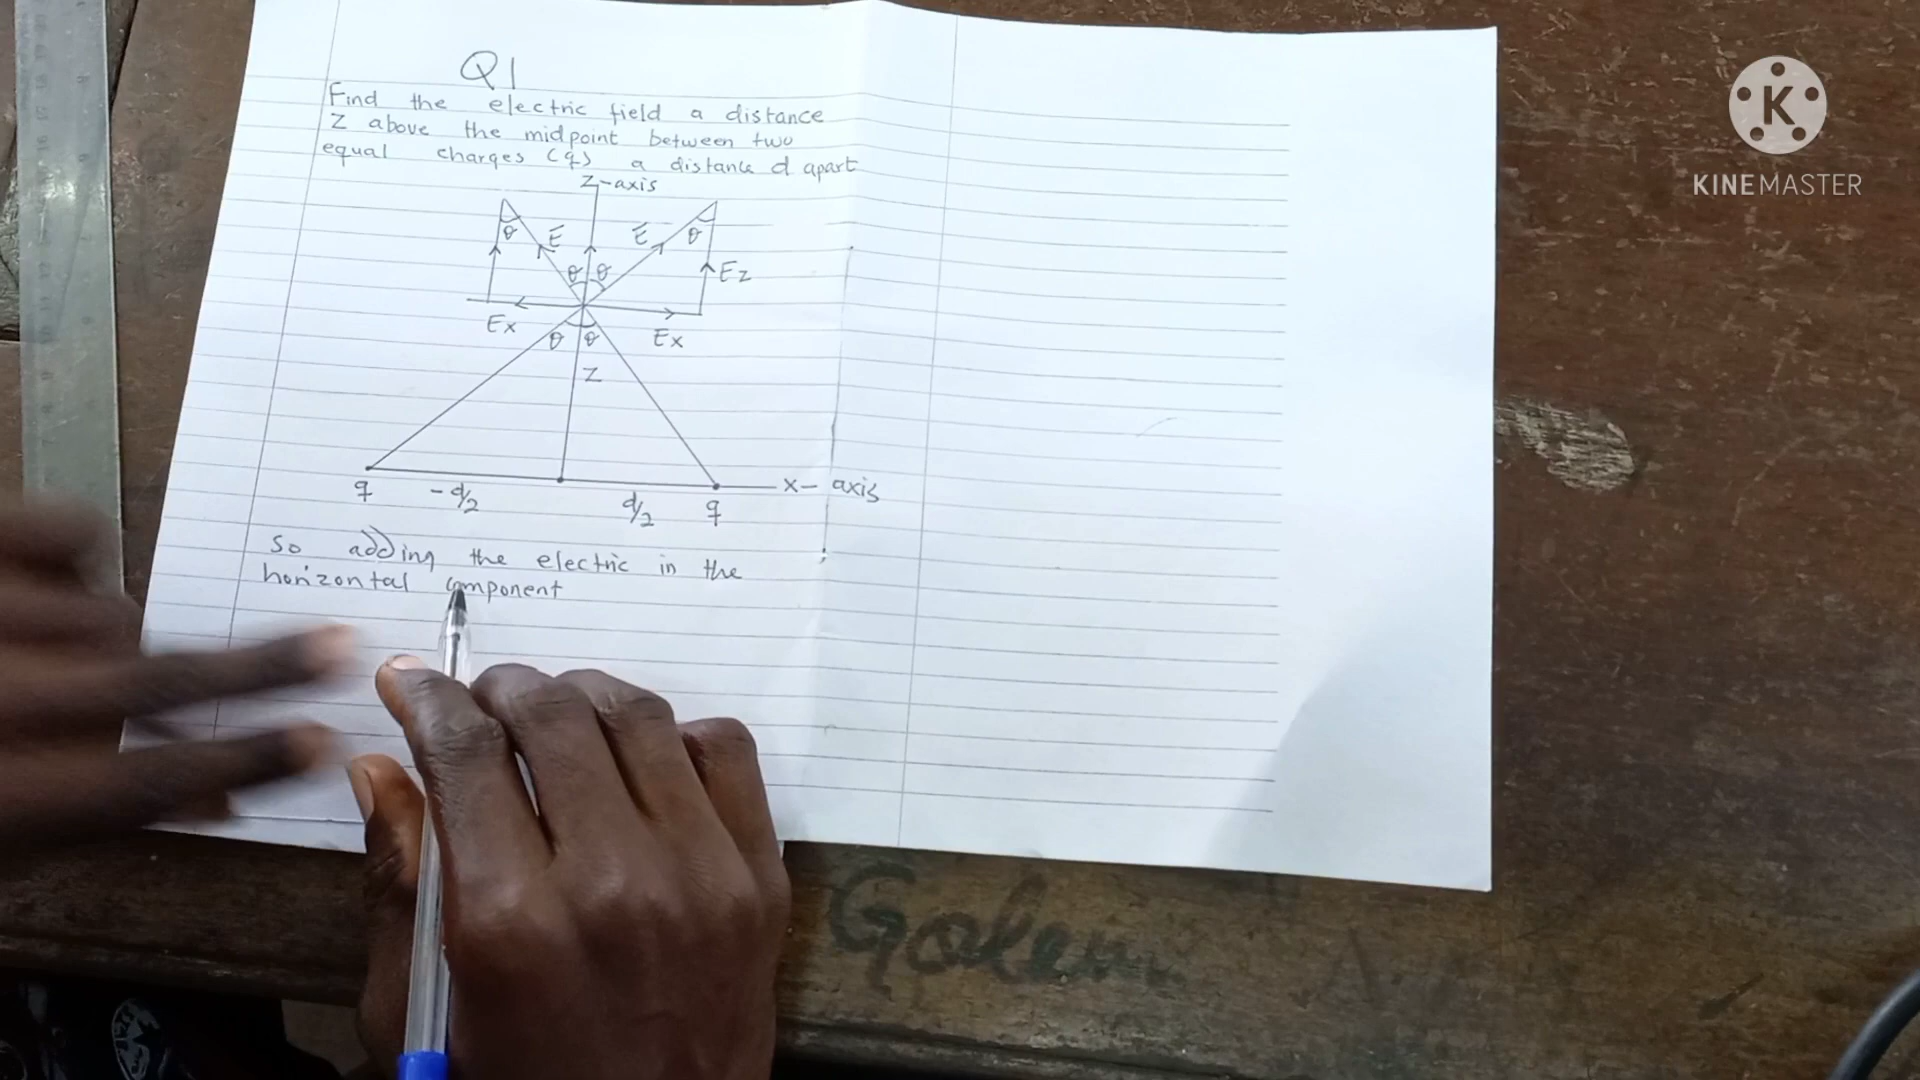 Q1
Find the electric field a distance
Z above the midpoint between two
equal charges (q) a distance d apart
Z-axis
θ E E θ
θ θ Ez
Ex Ex
θ θ
Z
q -d/2 d/2 q x-axis
So adding the electric in the
horizontal component
K
KINEMASTER
Golem